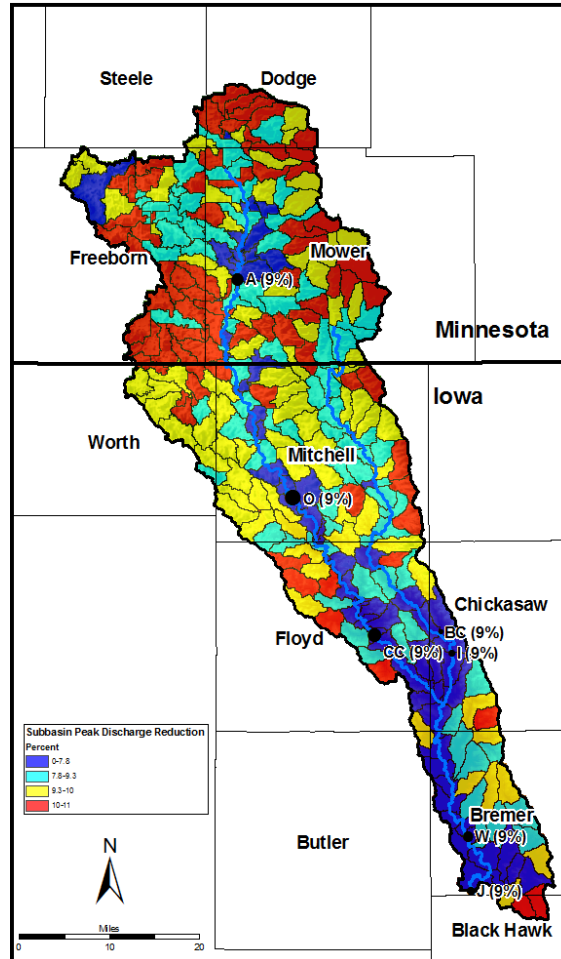 Steele
Dodge
Freeborn
Mower
A (9%)
Minnesota
Iowa
Worth
Mitchell
O (9%)
Chickasaw
BC (9%)
Floyd
CC (9%)
I (9%)
Subbasin Peak Discharge Reduction
Percent
0-7.8
7.8-9.3
9.3-10
10-11
Bremer
W (9%)
Butler
N
J (9%)
Miles
0 5 10 20
Black Hawk